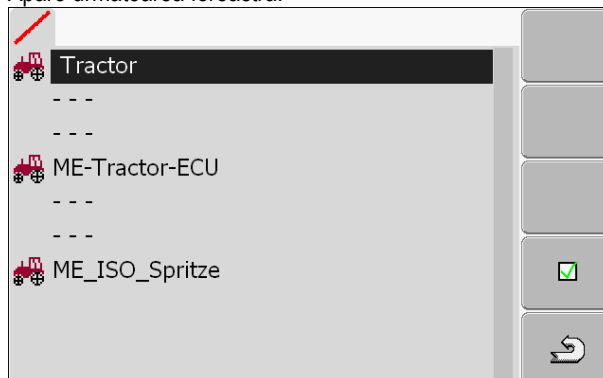 Apare următoarea fereastră:
Tractor
- - -
- - -
ME-Tractor-ECU
- - -
- - -
ME_ISO_Spritze